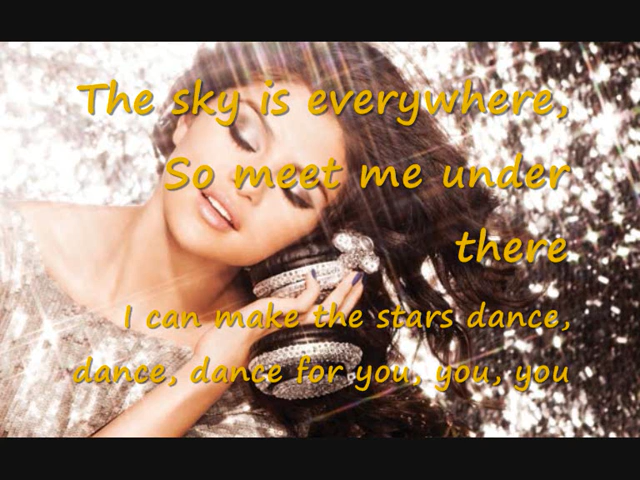 The sky is everywhere,
So meet me under
there
I can make the stars dance,
dance, dance for you, you, you